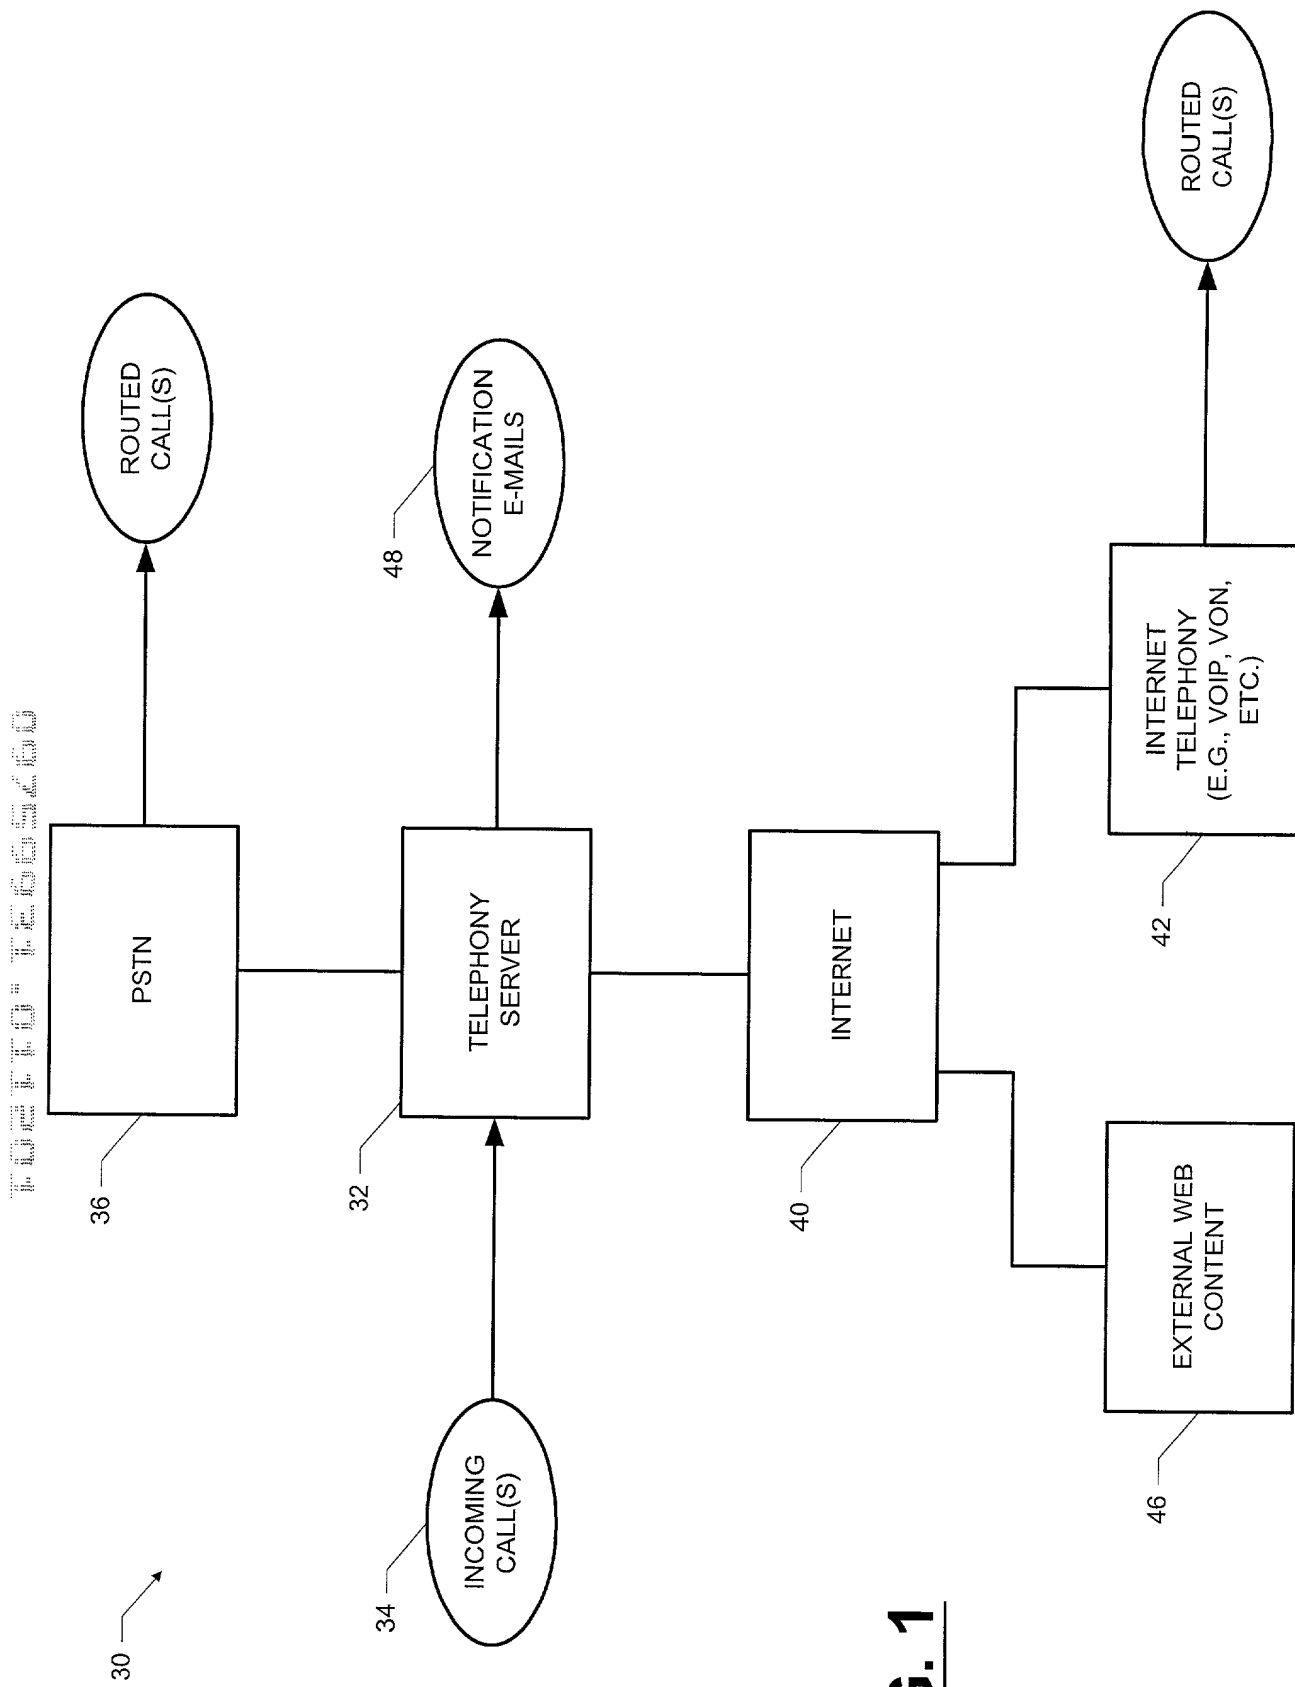 30
36
PSTN
ROUTED
CALL(S)
34
INCOMING
CALL(S)
32
TELEPHONY
SERVER
48
NOTIFICATION
E-MAILS
40
INTERNET
46
EXTERNAL WEB
CONTENT
42
INTERNET
TELEPHONY
(E.G., VOIP, VON,
ETC.)
ROUTED
CALL(S)
G. 1